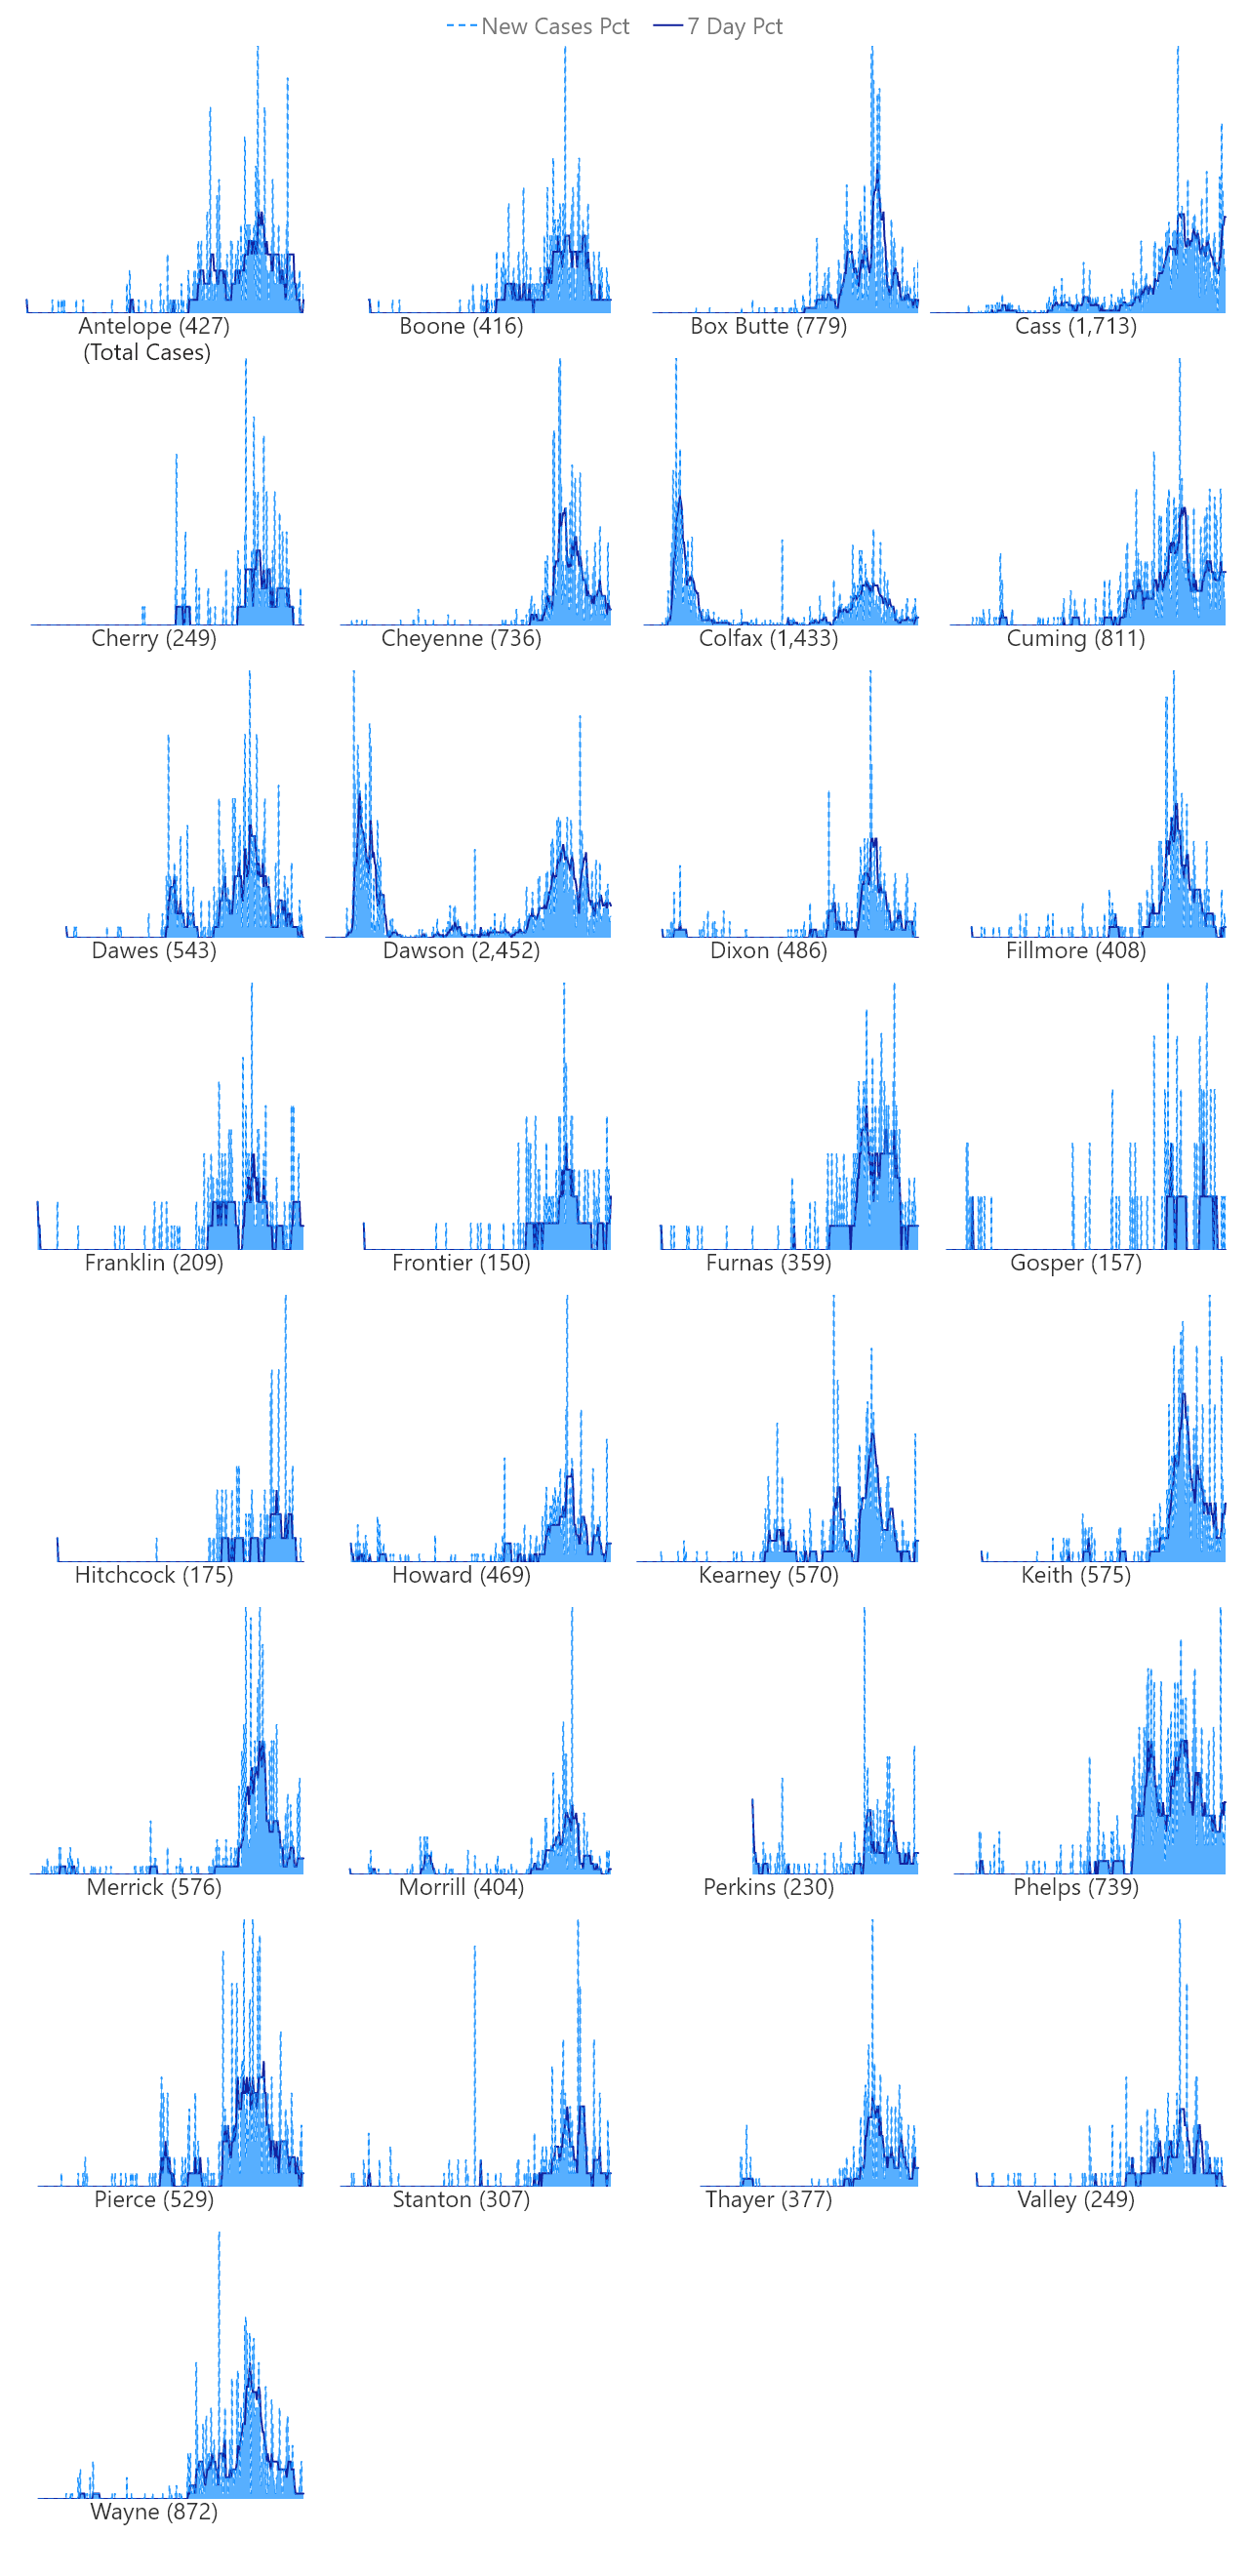 New Cases Pct 7 Day Pct
Antelope (427) Boone (416) Box Butte (779) Cass (1,713)
(Total Cases)
Cherry (249) Cheyenne (736) Colfax (1,433) Cuming (811)
Dawes (543) Dawson (2,452) Dixon (486) Fillmore (408)
Franklin (209) Frontier (150) Furnas (359) Gosper (157)
Hitchcock (175) Howard (469) Kearney (570) Keith (575)
Merrick (576) Morrill (404) Perkins (230) Phelps (739)
Pierce (529) Stanton (307) Thayer (377) Valley (249)
Wayne (872)